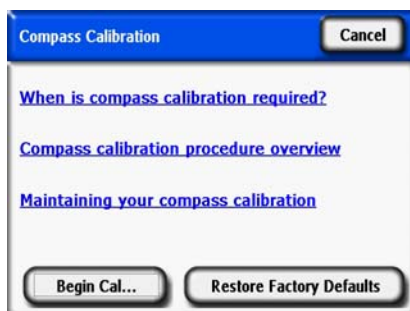 Compass Calibration Cancel
When is compass calibration required?
Compass calibration procedure overview
Maintaining your compass calibration
Begin Cal... Restore Factory Defaults